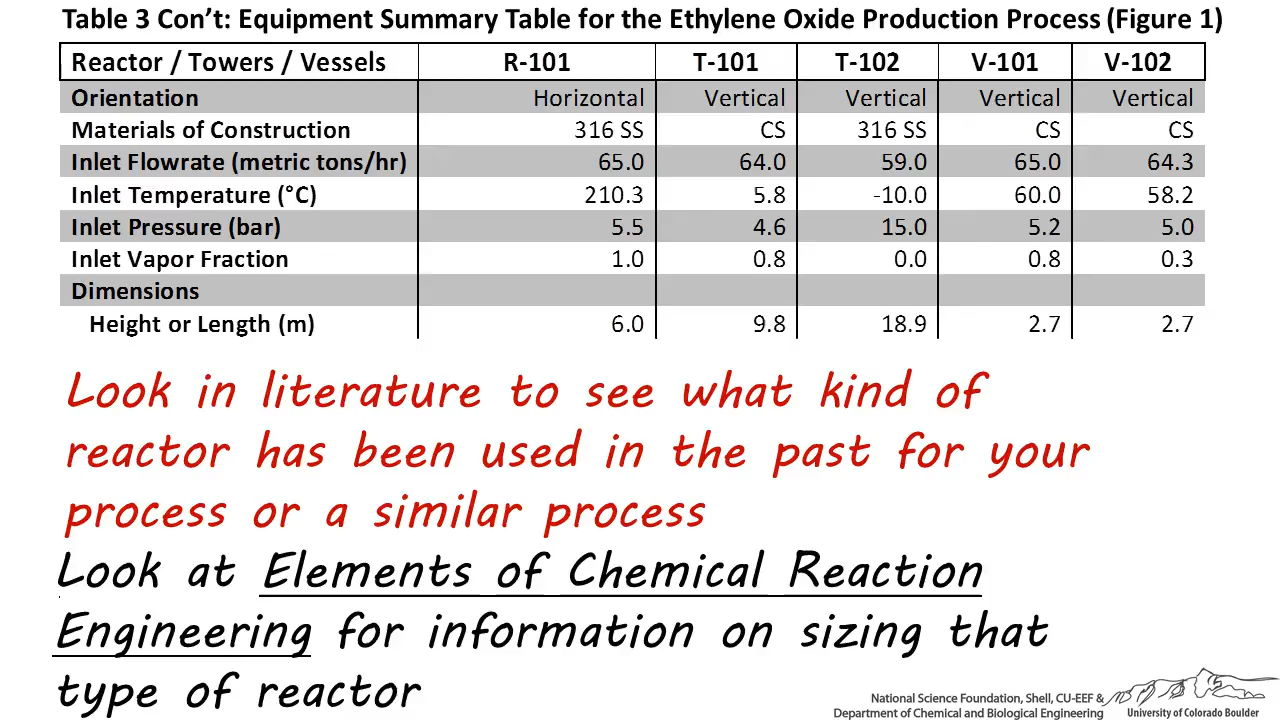 Table 3 Con’t: Equipment Summary Table for the Ethylene Oxide Production Process (Figure 1)
Reactor / Towers / Vessels R-101 T-101 T-102 V-101 V-102
Orientation Horizontal Vertical Vertical Vertical Vertical
Materials of Construction 316 SS CS 316 SS CS CS
Inlet Flowrate (metric tons/hr) 65.0 64.0 59.0 65.0 64.3
Inlet Temperature (°C) 210.3 5.8 -10.0 60.0 58.2
Inlet Pressure (bar) 5.5 4.6 15.0 5.2 5.0
Inlet Vapor Fraction 1.0 0.8 0.0 0.8 0.3
Dimensions
Height or Length (m) 6.0 9.8 18.9 2.7 2.7
Look in literature to see what kind of
reactor has been used in the past for your
process or a similar process
Look at Elements of Chemical Reaction
Engineering for information on sizing that
type of reactor
National Science Foundation, Shell, CU-EEF &
Department of Chemical and Biological Engineering
University of Colorado Boulder